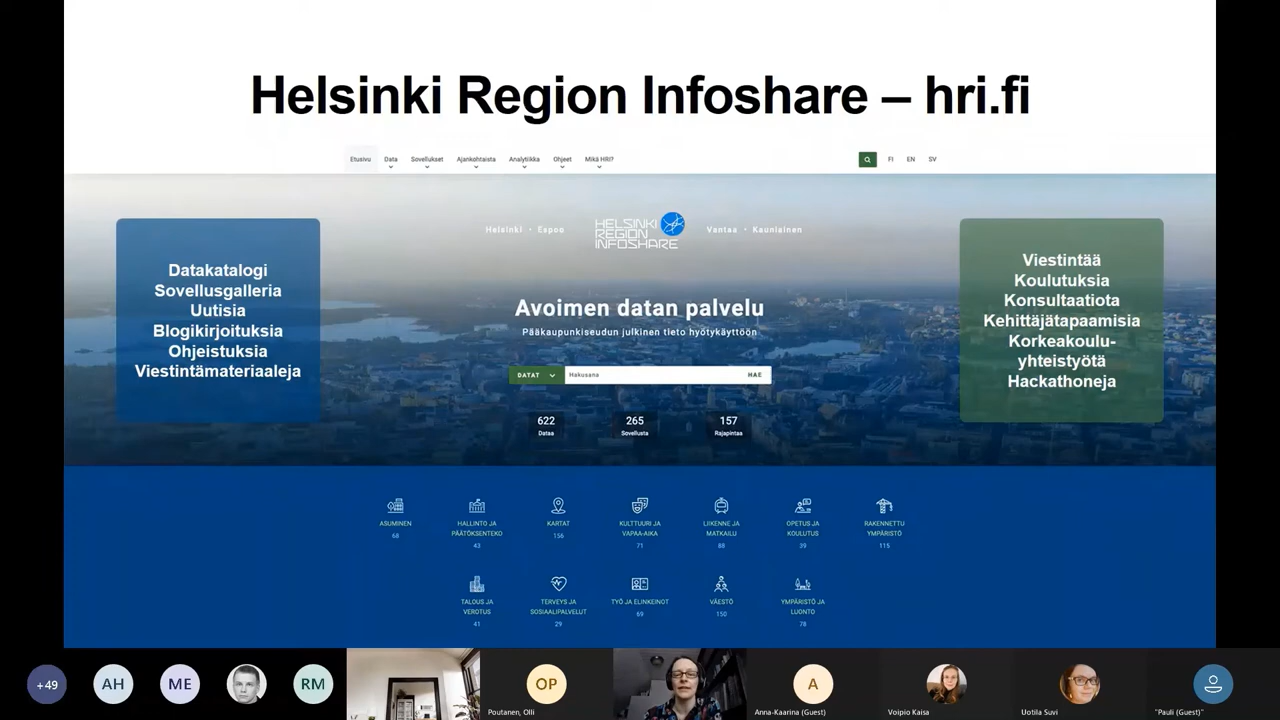 Helsinki Region Infoshare – hri.fi
Etusivu Data Sovellukset Ajankohtaista Analytiikka Ohjeet Mikä HRI? FI EN SV
Helsinki • Espoo
HELSINKI
REGION
INFOSHARE
Vantaa • Kauniainen
Datakatalogi
Sovellusgalleria
Uutisia
Blogikirjoituksia
Ohjeistuksia
Viestintämateriaaleja
Avoimen datan palvelu
Pääkaupunkiseudun julkinen tieto hyötykäyttöön
DATAT Hakusana HAE
622 265 157
Dataa Sovellusta Rajapintaa
Viestintää
Koulutuksia
Konsultaatiota
Kehittäjätapaamisia
Korkeakoulu-
yhteistyötä
Hackathoneja
ASUMINEN
68
HALLINTO JA
PÄÄTÖKSENTEKO
43
KARTAT
156
KULTTUURI JA
VAPAA-AIKA
71
LIIKENNE JA
MATKAILU
88
OPETUS JA
KOULUTUS
39
RAKENNETTU
YMPÄRISTÖ
115
TALOUS JA
VEROTUS
41
TERVEYS JA
SOSIAALIPALVELUT
29
TYÖ JA ELINKEINOT
69
VÄESTÖ
150
YMPÄRISTÖ JA
LUONTO
78
+49 AH ME RM OP A
Poutanen, Olli Anna-Kaarina (Guest) Voipio Kaisa Uotila Suvi "Pauli (Guest)"